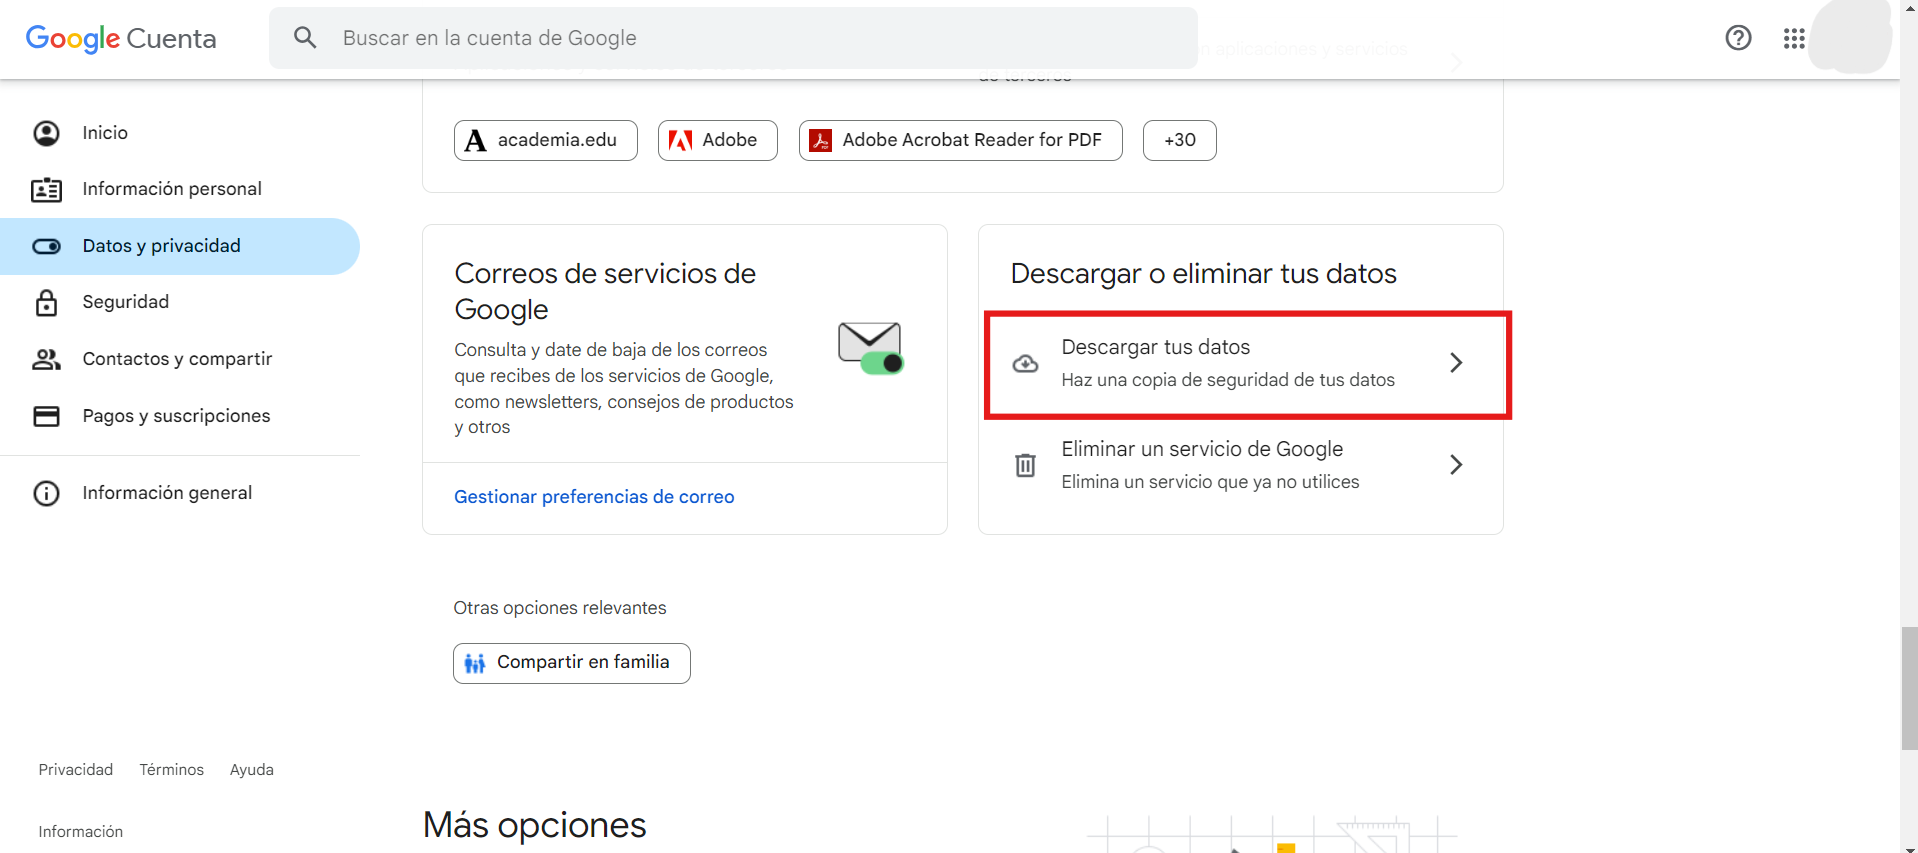 Google Cuenta
Buscar en la cuenta de Google
en aplicaciones y servicios
de terceros
Inicio
Información personal
Datos y privacidad
Seguridad
Contactos y compartir
Pagos y suscripciones
Información general
academia.edu
Adobe
Adobe Acrobat Reader for PDF
+30
Correos de servicios de
Google
Consulta y date de baja de los correos
que recibes de los servicios de Google,
como newsletters, consejos de productos
y otros
Gestionar preferencias de correo
Descargar o eliminar tus datos
Descargar tus datos
Haz una copia de seguridad de tus datos
Eliminar un servicio de Google
Elimina un servicio que ya no utilices
Otras opciones relevantes
Compartir en familia
Privacidad Términos Ayuda
Información
Más opciones